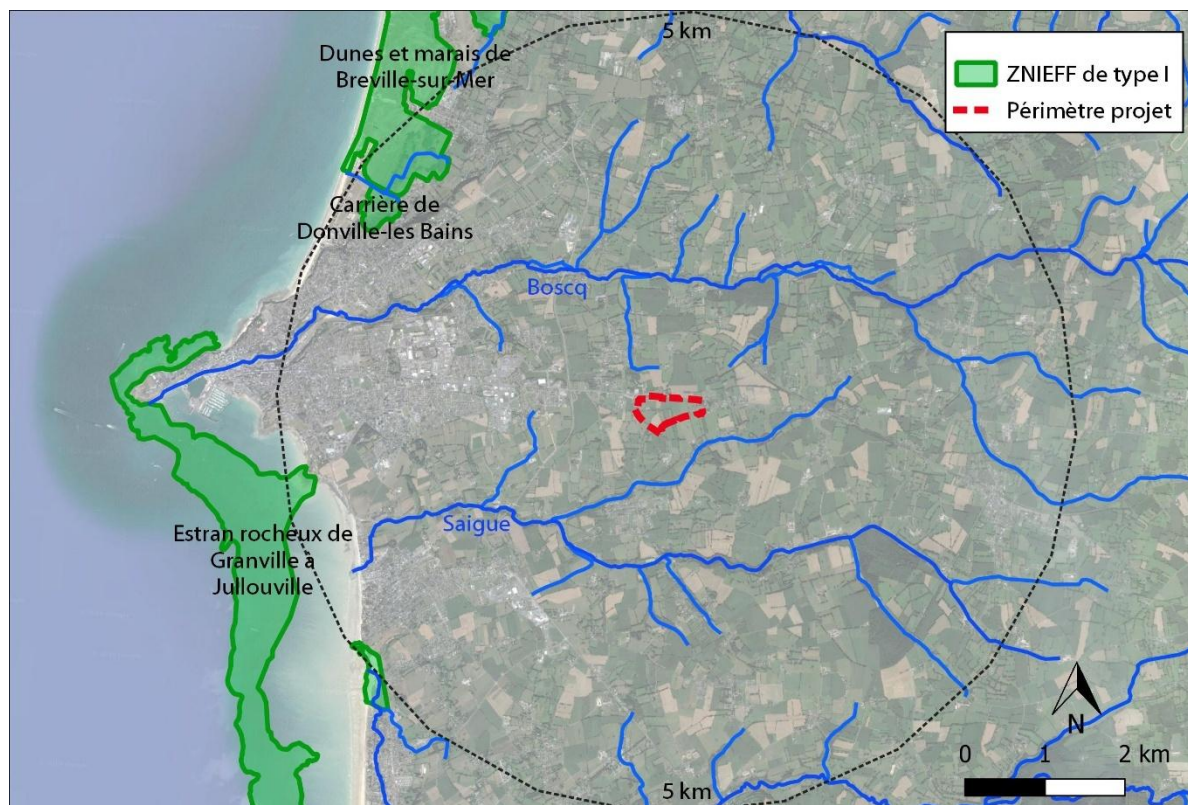 5 km
Dunes et marais de
Breville-sur-Mer
ZNIEFF de type I
Périmètre projet
Carrière de
Donville-les Bains
Boscq
Saigue
Estran rocheux de
Granville a
Jullouville
N
0 1 2 km
5 km